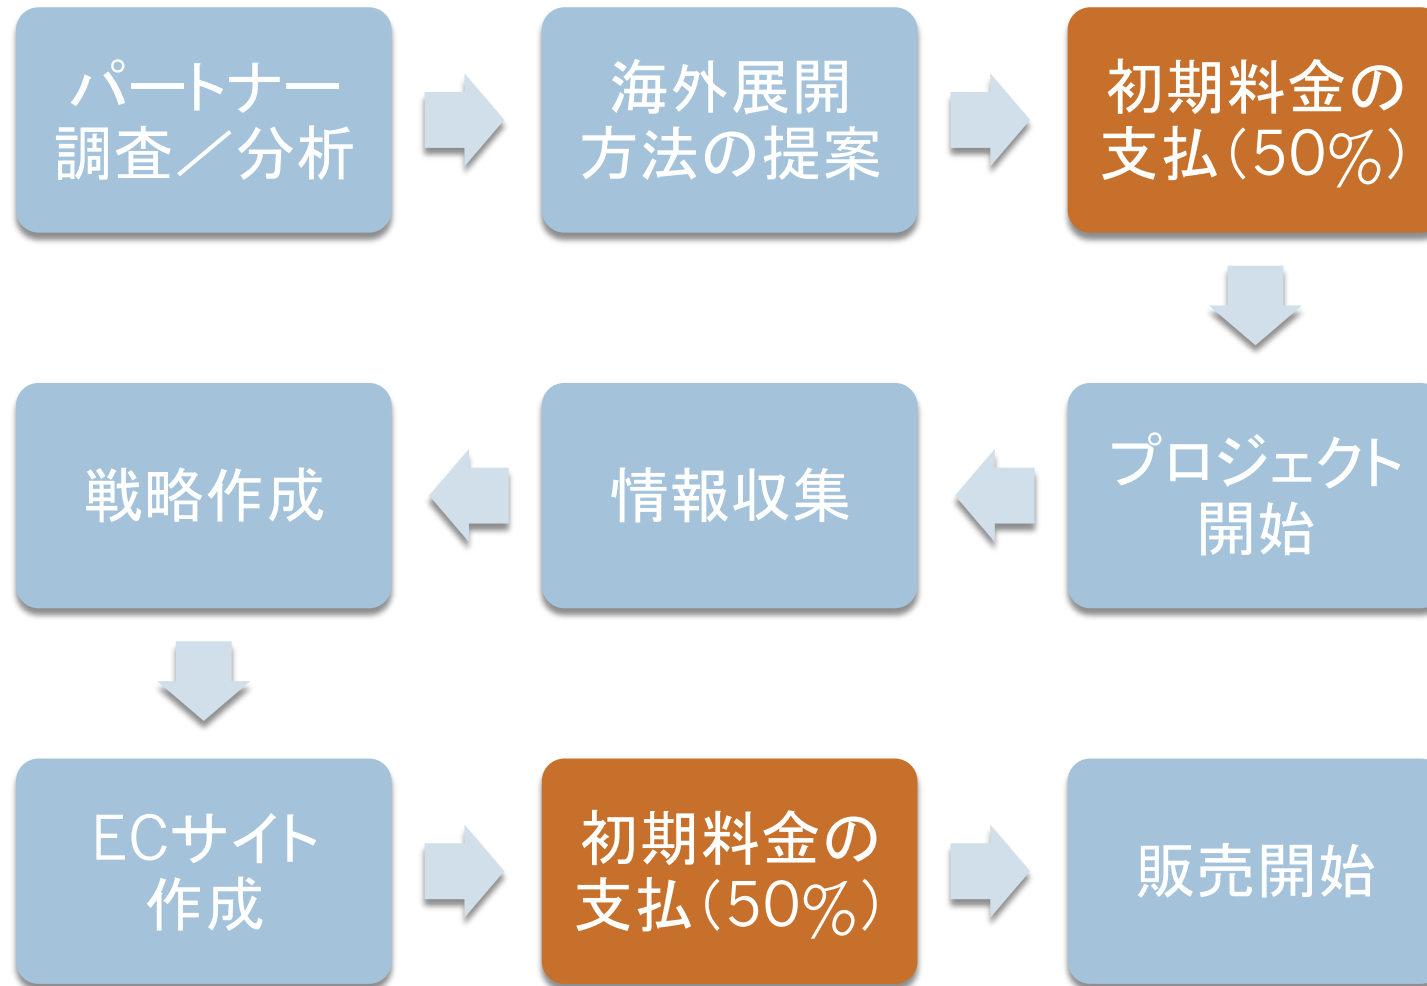 パートナー
調査／分析
海外展開
方法の提案
初期料金の
支払(50%)
プロジェクト
開始
情報収集
戦略作成
ECサイト
作成
初期料金の
支払(50%)
販売開始